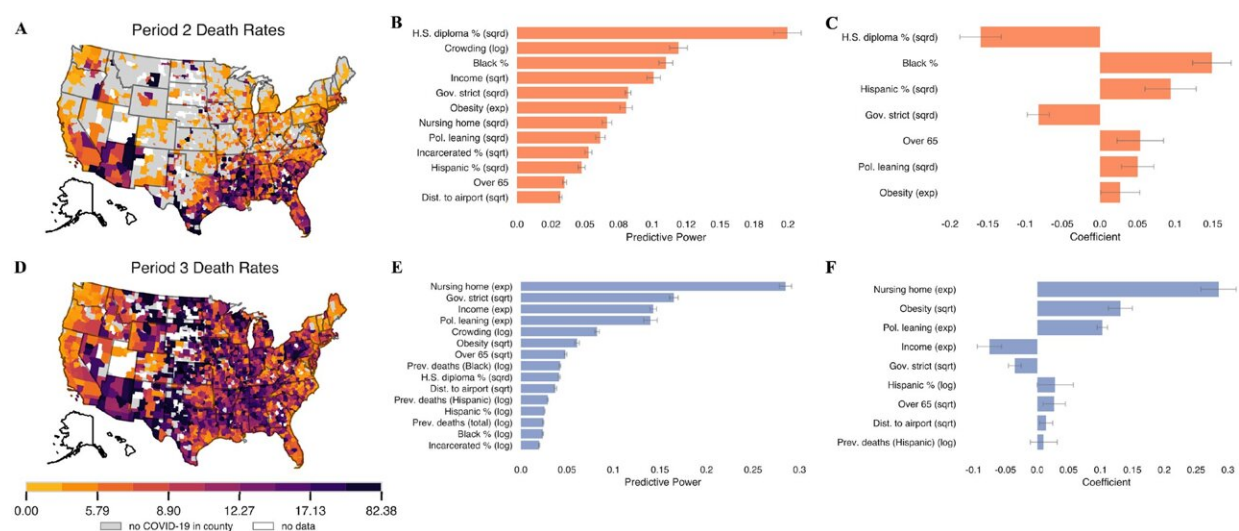 A
Period 2 Death Rates
B
H.S. diploma % (sqrd)
Crowding (log)
Black %
Income (sqrt)
Gov. strict (sqrd)
Obesity (exp)
Nursing home (sqrd)
Pol. leaning (sqrd)
Incarcerated % (sqrt)
Hispanic % (sqrd)
Over 65
Dist. to airport (sqrt)
0.0 0.03 0.05 0.08 0.1 0.12 0.15 0.18 0.2
Predictive Power
C
H.S. diploma % (sqrd)
Black %
Hispanic % (sqrd)
Gov. strict (sqrd)
Over 65
Pol. leaning (sqrd)
Obesity (exp)
-0.2 -0.15 -0.1 -0.05 0.0 0.05 0.1 0.15
Coefficient
D
Period 3 Death Rates
0.00 5.79 8.90 12.27 17.13 82.38
no COVID-19 in county no data
E
Nursing home (exp)
Gov. strict (sqrt)
Income (exp)
Pol. leaning (exp)
Crowding (log)
Obesity (sqrt)
Over 65 (sqrt)
Prev. deaths (Black) (log)
H.S. diploma % (sqrd)
Dist. to airport (sqrt)
Prev. deaths (Hispanic) (log)
Hispanic % (log)
Prev. deaths (total) (log)
Black % (log)
Incarcerated % (log)
0.0 0.05 0.1 0.15 0.2 0.25 0.3
Predictive Power
F
Nursing home (exp)
Obesity (sqrt)
Pol. leaning (exp)
Income (exp)
Gov. strict (sqrt)
Hispanic % (log)
Over 65 (sqrt)
Dist. to airport (sqrt)
Prev. deaths (Hispanic) (log)
-0.1 -0.05 0.0 0.05 0.1 0.15 0.2 0.25 0.3
Coefficient